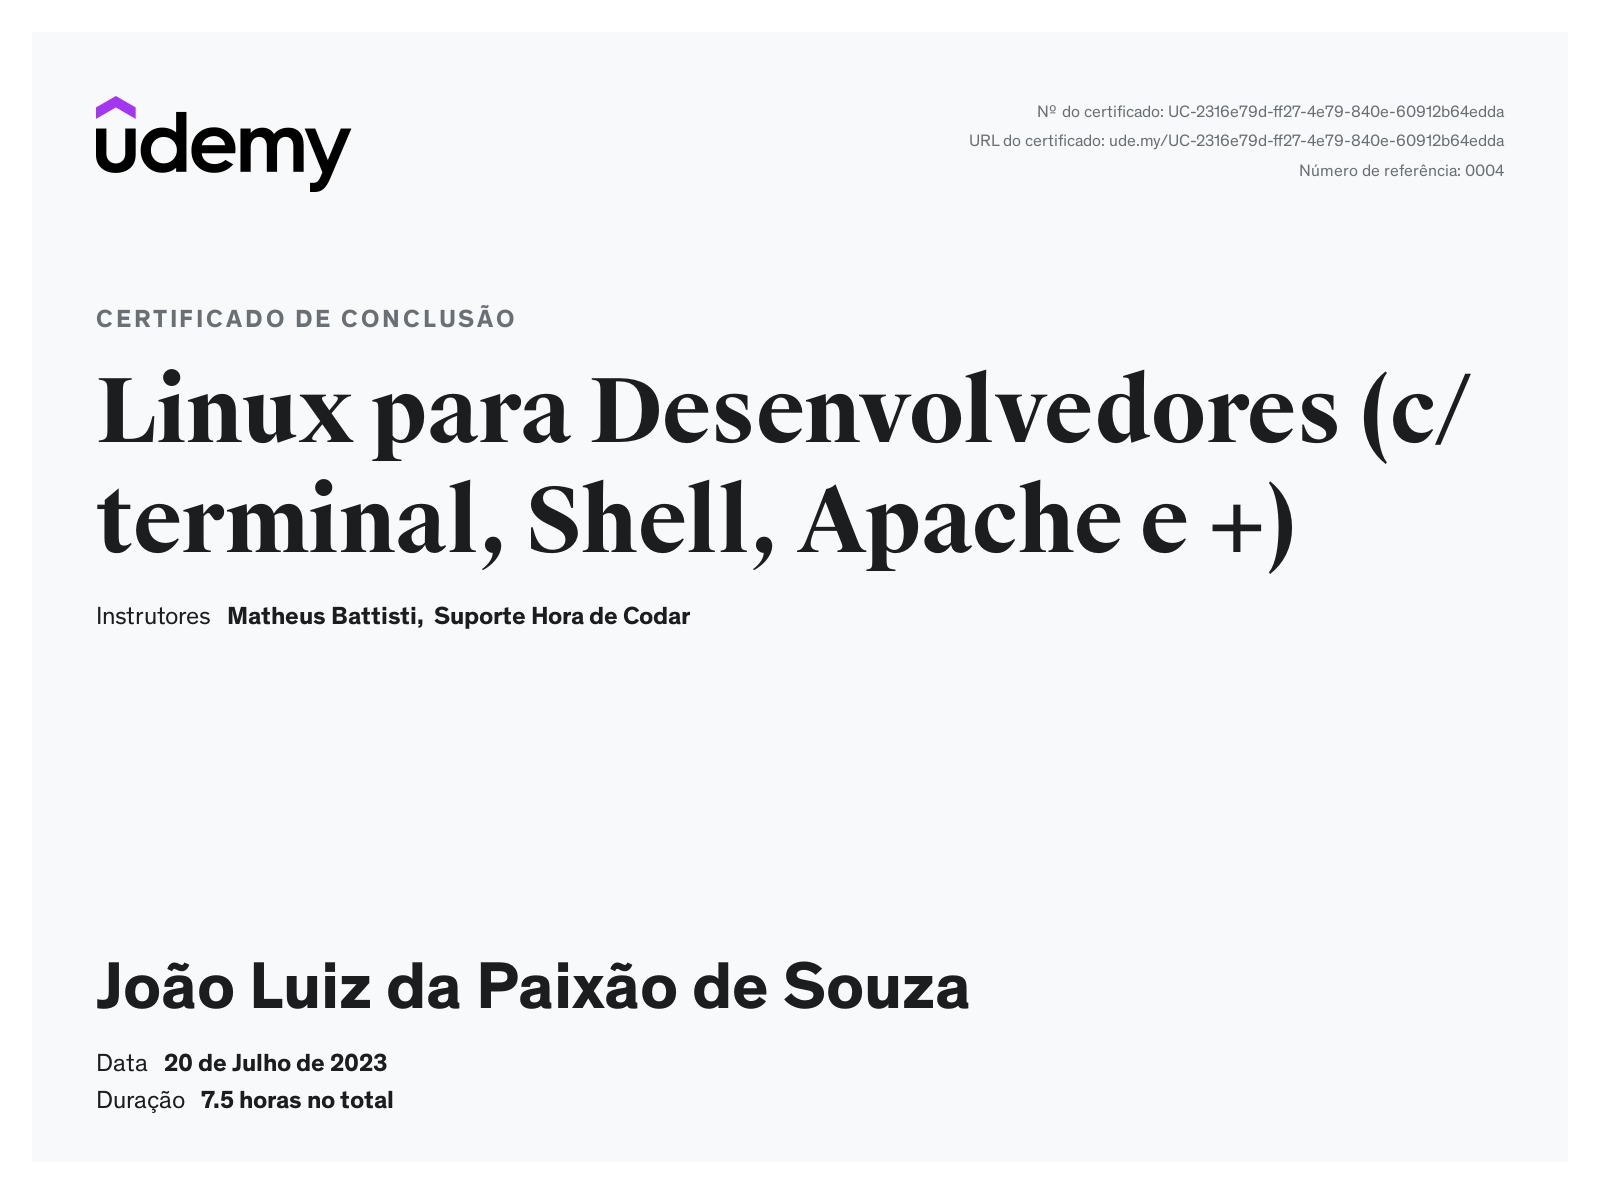 udemy
Nº do certificado: UC-2316e79d-ff27-4e79-840e-60912b64edda
URL do certificado: ude.my/UC-2316e79d-ff27-4e79-840e-60912b64edda
Número de referência: 0004
CERTIFICADO DE CONCLUSÃO
Linux para Desenvolvedores (c/
terminal, Shell, Apache e +)
Instrutores Matheus Battisti, Suporte Hora de Codar
João Luiz da Paixão de Souza
Data 20 de Julho de 2023
Duração 7.5 horas no total